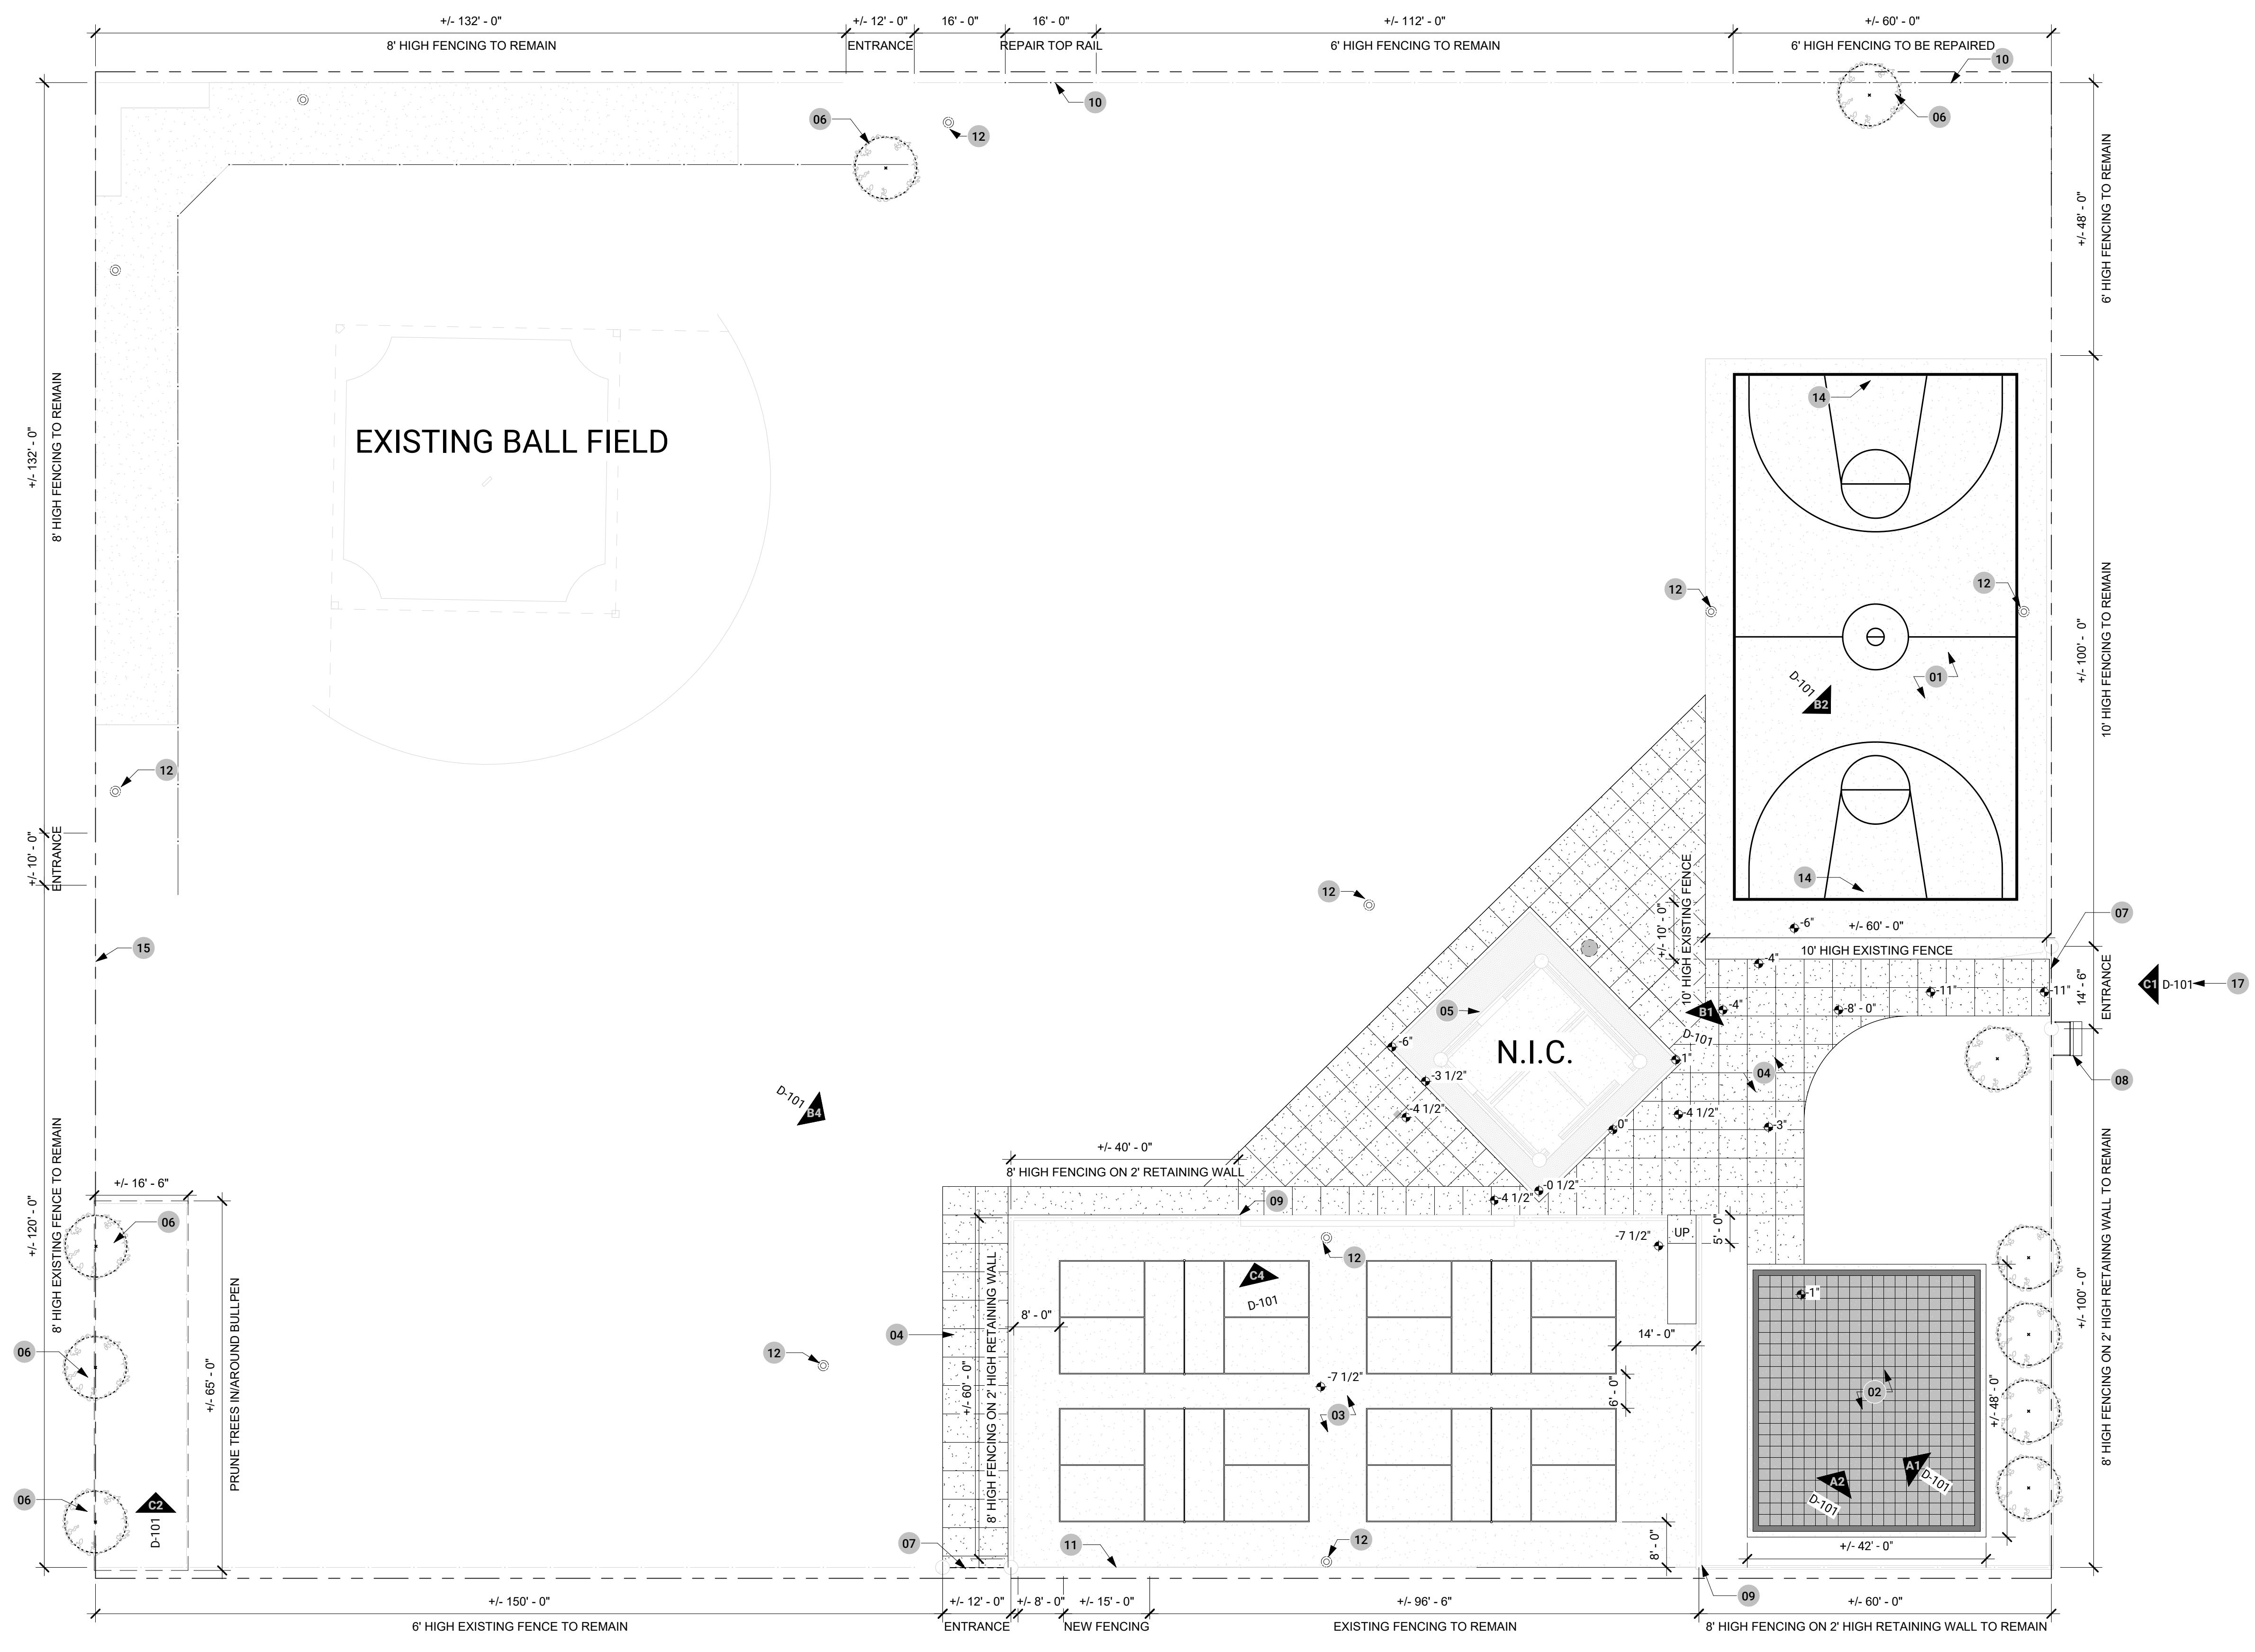 +/- 132' - 0"
+/- 12' - 0"
16' - 0"
16' - 0"
+/- 112' - 0"
+/- 60' - 0"
8' HIGH FENCING TO REMAIN
ENTRANCE
REPAIR TOP RAIL
6' HIGH FENCING TO REMAIN
6' HIGH FENCING TO BE REPAIRED
10
10
06
06
12
6' HIGH FENCING TO REMAIN
+/- 48' - 0"
8' HIGH FENCING TO REMAIN
+/- 132' - 0"
EXISTING BALL FIELD
14
12
12
01
D-101
B2
+/- 100' - 0"
10' HIGH FENCING TO REMAIN
12
+/- 10' - 0"
ENTRANCE
14
12
15
07
-6"
+/- 60' - 0"
10' HIGH EXISTING FENCE
+/- 10' - 0"
10' HIGH EXISTING FENCE
-4"
-11"
-11"
-4"
-8' - 0"
14' - 6"
ENTRANCE
C1
D-101
17
05
N.I.C.
B1
D-101
-6"
1"
-3 1/2"
-4 1/2"
0"
-4 1/2"
-3"
04
08
D-101
B4
+/- 40' - 0"
8' HIGH FENCING ON 2' RETAINING WALL
-0 1/2"
-4 1/2"
09
+/- 120' - 0"
8' HIGH EXISTING FENCE TO REMAIN
+/- 16' - 6"
06
+/- 65' - 0"
PRUNE TREES IN/AROUND BULLPEN
06
06
C2
D-101
-7 1/2"
UP
5' - 0"
12
C4
D-101
04
8' - 0"
+/- 60' - 0"
8' HIGH FENCING ON 2' HIGH RETAINING WALL
12
14' - 0"
-7 1/2"
6' - 0"
03
-1"
02
+/- 48' - 0"
A1
D-101
A2
D-101
+/- 100' - 0"
8' HIGH FENCING ON 2' HIGH RETAINING WALL TO REMAIN
07
11
12
8' - 0"
+/- 42' - 0"
09
+/- 150' - 0"
+/- 12' - 0"
+/- 8' - 0"
+/- 15' - 0"
+/- 96' - 6"
+/- 60' - 0"
6' HIGH EXISTING FENCE TO REMAIN
ENTRANCE
NEW FENCING
EXISTING FENCING TO REMAIN
8' HIGH FENCING ON 2' HIGH RETAINING WALL TO REMAIN